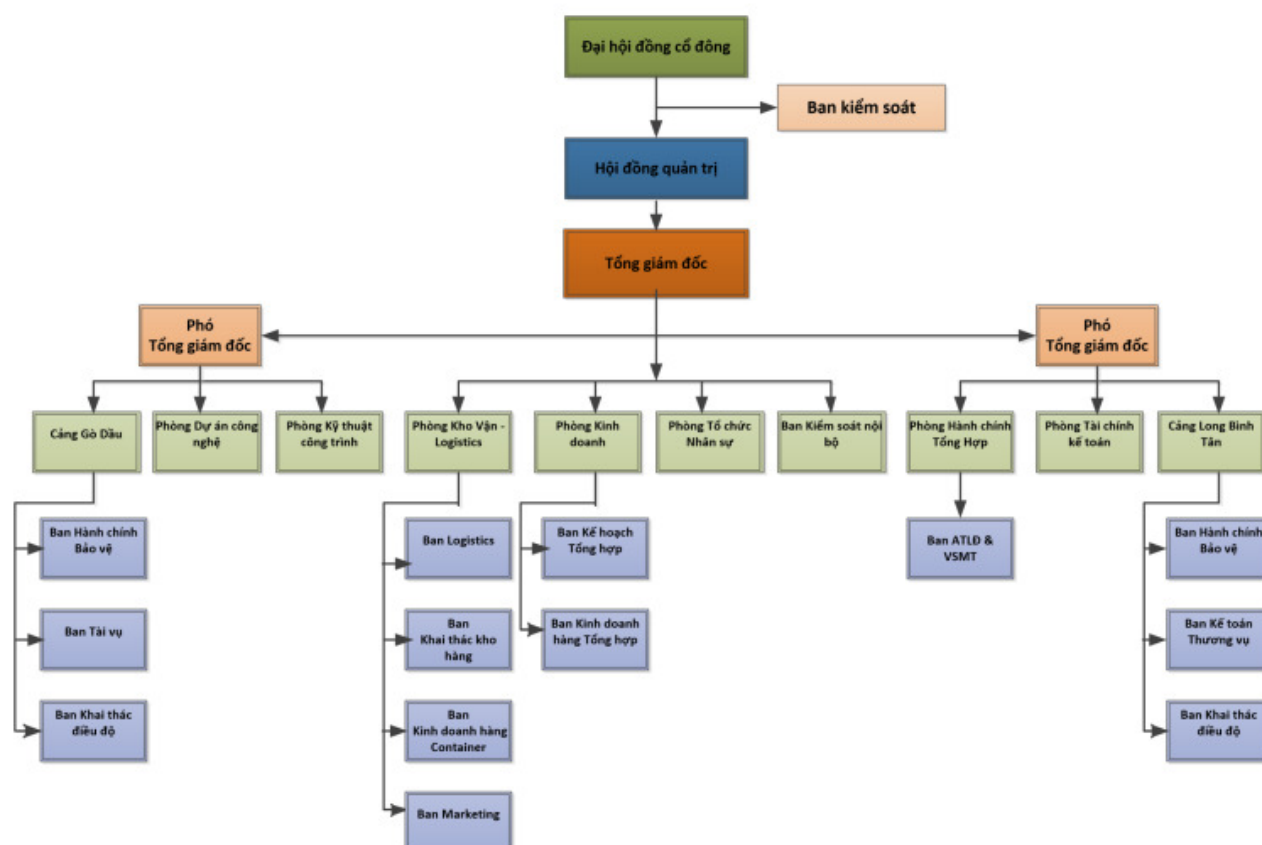 Đại hội đồng cổ đông
Ban kiểm soát
Hội đồng quản trị
Tổng giám đốc
Phó
Tổng giám đốc
Phó
Tổng giám đốc
Cảng Gò Dầu
Phòng Dự án công
nghệ
Phòng Kỹ thuật
công trình
Phòng Kho Vận -
Logistics
Phòng Kinh
doanh
Phòng Tổ chức
Nhân sự
Ban Kiểm soát nội
bộ
Phòng Hành chính
Tổng Hợp
Phòng Tài chính
kế toán
Cảng Long Bình
Tân
Ban Hành chính
Bảo vệ
Ban Tài vụ
Ban Khai thác
điều độ
Ban Logistics
Ban
Khai thác kho
hàng
Ban
Kinh doanh hàng
Container
Ban Marketing
Ban Kế hoạch
Tổng hợp
Ban Kinh doanh
hàng Tổng hợp
Ban ATLĐ &
VSMT
Ban Hành chính
Bảo vệ
Ban Kế toán
Thương vụ
Ban Khai thác
điều độ